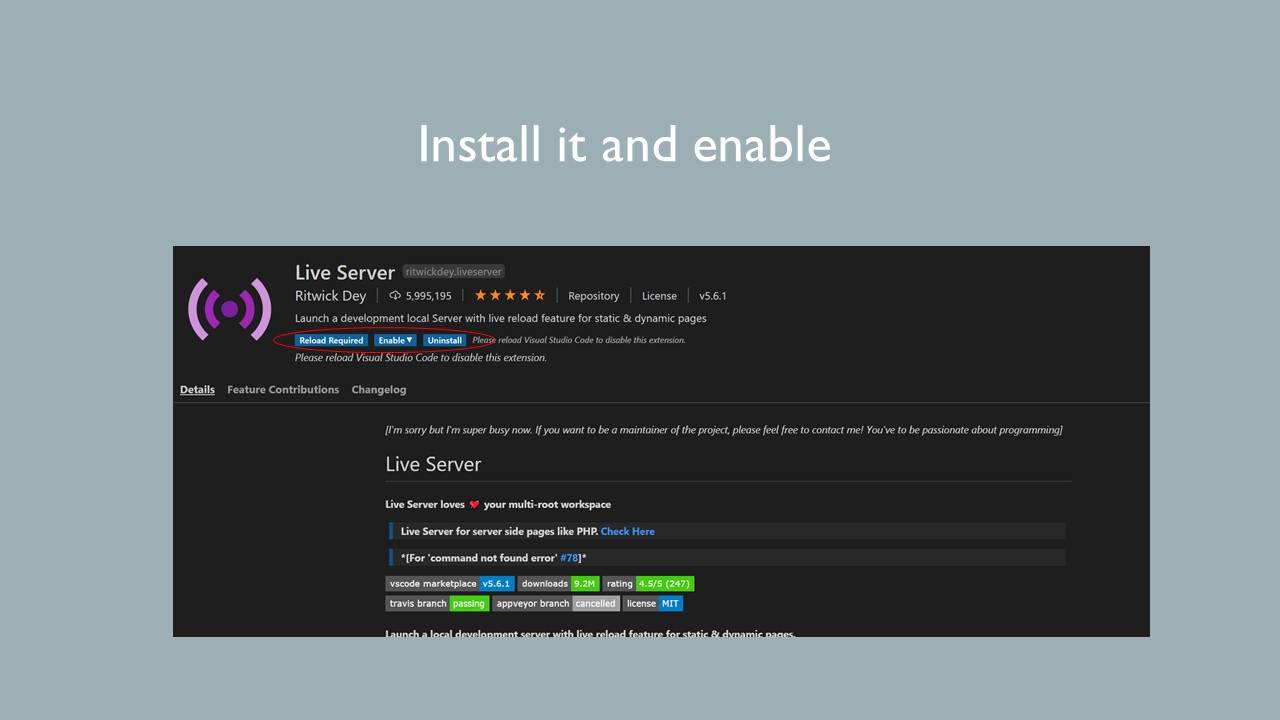 Install it and enable
Live Server ritwickdey.liveserver
Ritwick Dey 5,995,195 Repository License v5.6.1
Launch a development local Server with live reload feature for static & dynamic pages
Reload Required Enable▼ Uninstall Please reload Visual Studio Code to disable this extension.
Please reload Visual Studio Code to disable this extension.
Details Feature Contributions Changelog
[I'm sorry but I'm super busy now. If you want to be a maintainer of the project, please feel free to contact me! You've to be passionate about programming]
Live Server
Live Server loves ❤️ your multi-root workspace
Live Server for server side pages like PHP. Check Here
*[For 'command not found error' #78]*
vscode marketplace v5.6.1 downloads 9.2M rating 4.5/5 (247)
travis branch passing appveyor branch cancelled license MIT
Launch a local development server with live reload feature for static & dynamic pages.